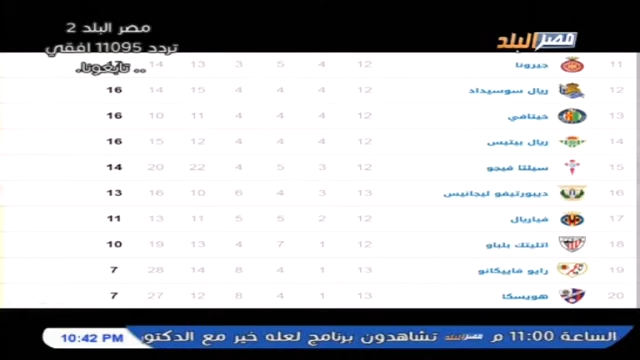 مصر البلد 2
تردد 11095 افقي
تابعونا.. 
مصر البلد
11 جيرونا 12 4 5 3 13 14
12 ريال سوسيداد 12 4 4 4 15 14 16
13 خيتافي 12 4 4 4 10 11 16
14 ريال بيتيس 12 4 4 4 12 15 16
15 سيلتا فيجو 12 3 5 4 22 20 14
16 ديبورتيفو ليجانيس 13 3 4 6 10 16 13
17 فياريال 12 2 5 5 11 13 11
18 اتليتك بلباو 12 1 7 4 13 19 10
19 رايو فاييكانو 13 1 4 8 14 28 7
20 هويسكا 13 1 4 8 12 27 7
الساعة 11:00 م مصر البلد تشاهدون برنامج لعله خير مع الدكتو
10:42 PM